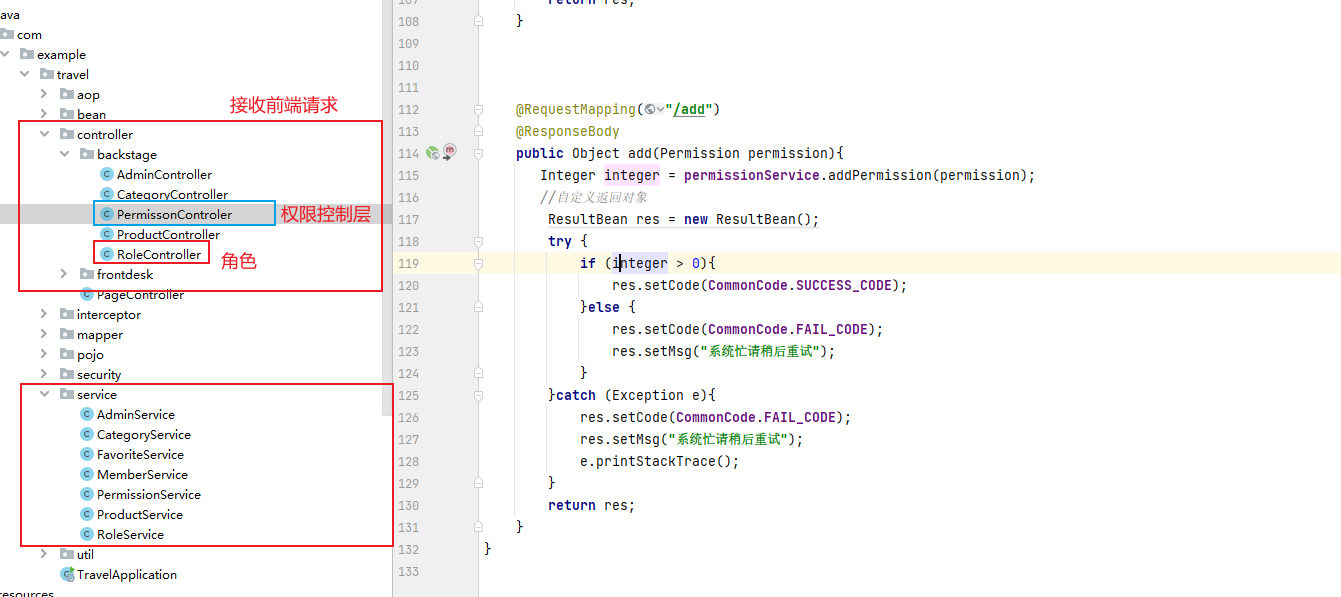 ava
com
example
travel
aop
bean
接收前端请求
controller
backstage
AdminController
CategoryController
PermissonControler
权限控制层
ProductController
RoleController
角色
frontdesk
PageController
interceptor
mapper
pojo
security
service
AdminService
CategoryService
FavoriteService
MemberService
PermissionService
ProductService
RoleService
util
TravelApplication
resources
107 return res;
108 }
109
110
111
112 @RequestMapping("/add")
113 @ResponseBody
114 public Object add(Permission permission){
115 Integer integer = permissionService.addPermission(permission);
116 //自定义返回对象
117 ResultBean res = new ResultBean();
118 try {
119 if (integer > 0){
120 res.setCode(CommonCode.SUCCESS_CODE);
121 }else {
122 res.setCode(CommonCode.FAIL_CODE);
123 res.setMsg("系统忙请稍后重试");
124 }
125 }catch (Exception e){
126 res.setCode(CommonCode.FAIL_CODE);
127 res.setMsg("系统忙请稍后重试");
128 e.printStackTrace();
129 }
130 return res;
131 }
132 }
133